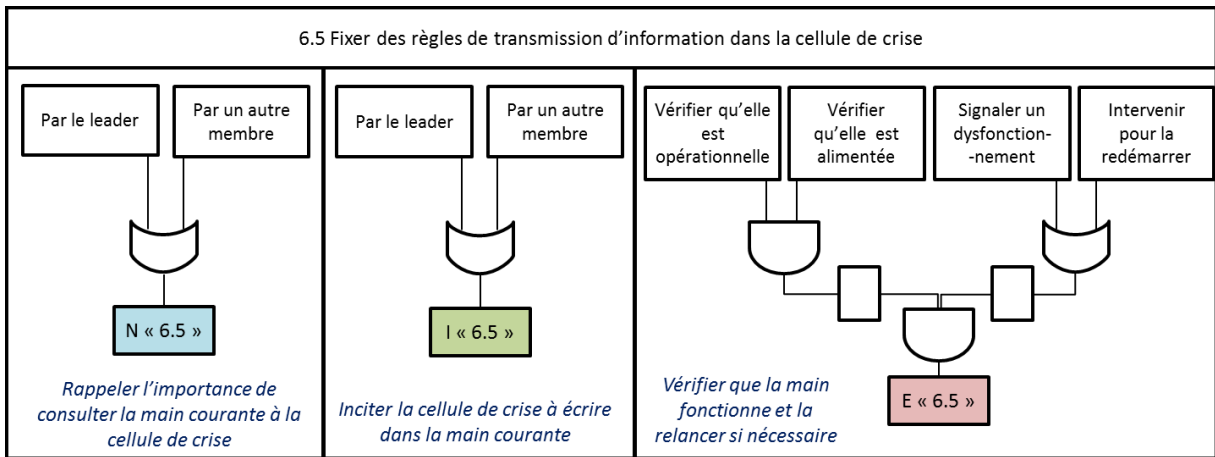 6.5 Fixer des règles de transmission d’information dans la cellule de crise
Par le leader
Par un autre
membre
N « 6.5 »
Rappeler l’importance de
consulter la main courante à la
cellule de crise
Par le leader
Par un autre
membre
I « 6.5 »
Inciter la cellule de crise à écrire
dans la main courante
Vérifier qu’elle
est
opérationnelle
Vérifier
qu’elle est
alimentée
Signaler un
dysfonction-
-nement
Intervenir
pour la
redémarrer
E « 6.5 »
Vérifier que la main
fonctionne et la
relancer si nécessaire